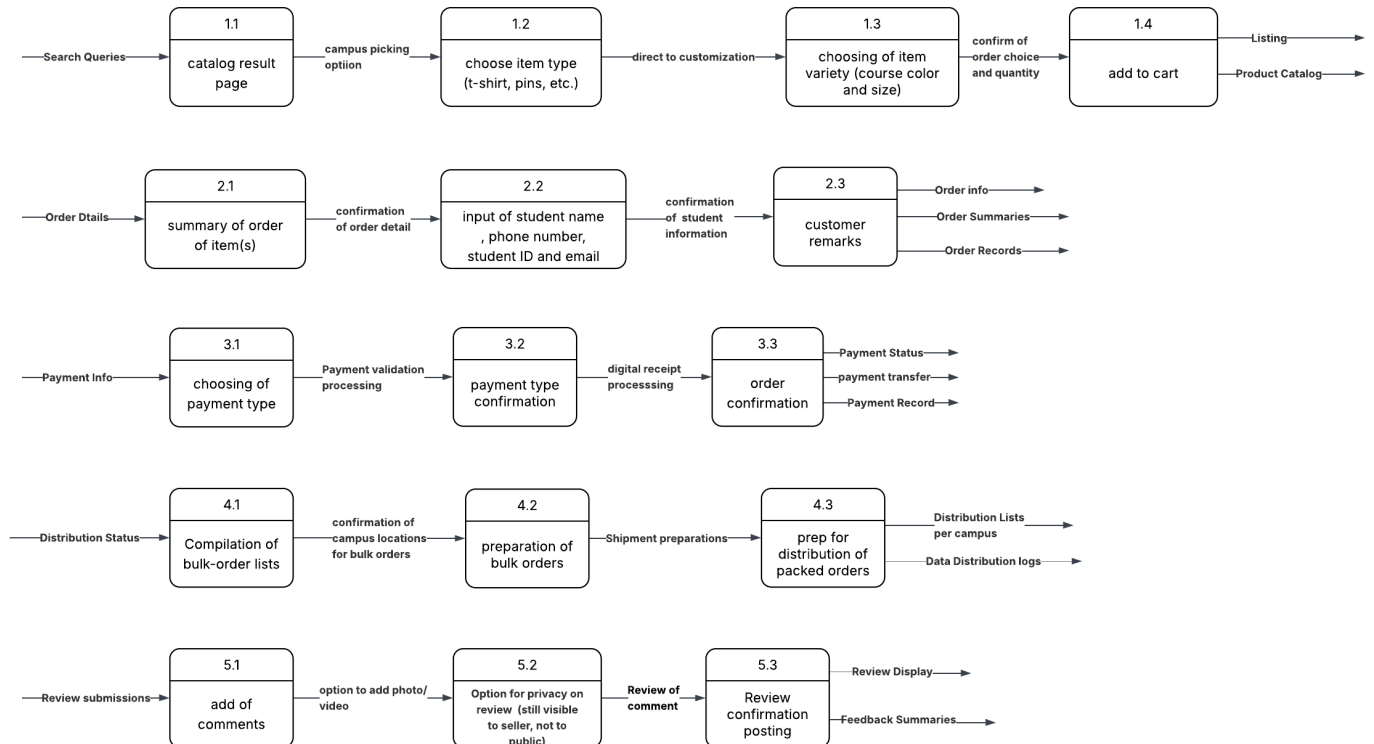 1.1
1.2
1.3
1.4
Search Queries
catalog result
page
campus picking
optiion
choose item type
(t-shirt, pins, etc.)
direct to customization
choosing of item
variety (course color
and size)
confirm of
order choice
and quantity
add to cart
Listing
Product Catalog
2.1
2.2
2.3
Order Dtails
summary of order
of item(s)
confirmation
of order detail
input of student name
, phone number,
student ID and email
confirmation
of student
information
customer
remarks
Order info
Order Summaries
Order Records
3.1
3.2
3.3
Payment Info
choosing of
payment type
Payment validation
processing
payment type
confirmation
digital receipt
processsing
order
confirmation
Payment Status
payment transfer
Payment Record
4.1
4.2
4.3
Distribution Status
Compilation of
bulk-order lists
confirmation of
campus locations
for bulk orders
preparation of
bulk orders
Shipment preparations
prep for
distribution of
packed orders
Distribution Lists
per campus
Data Distribution logs
5.1
5.2
5.3
Review submissions
add of
comments
option to add photo/
video
Option for privacy on
review (still visible
to seller, not to
public)
Review of
comment
Review
confirmation
posting
Review Display
Feedback Summaries